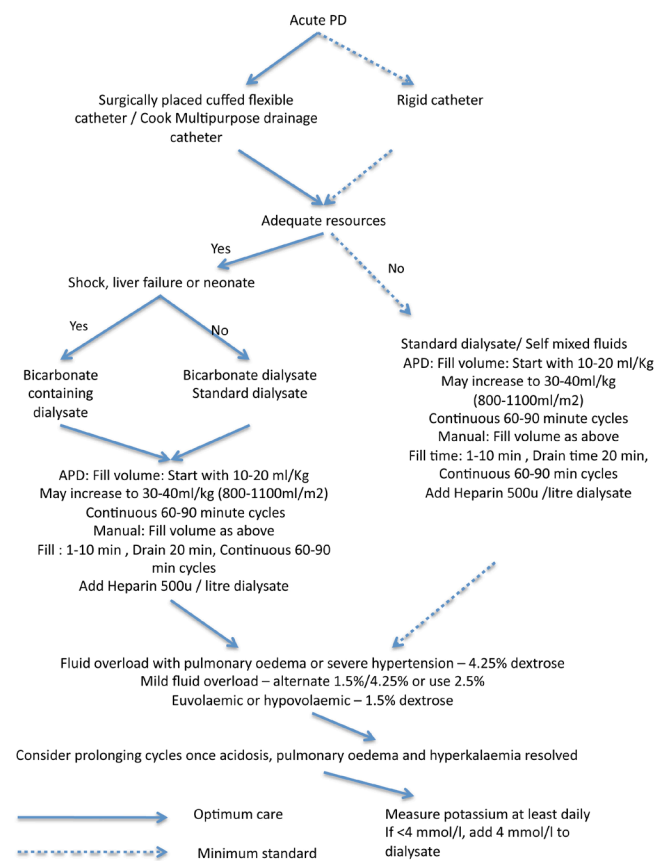 Acute PD
Surgically placed cuffed flexible
catheter / Cook Multipurpose drainage
catheter
Rigid catheter
Adequate resources
Yes
No
Shock, liver failure or neonate
Yes
No
Bicarbonate
containing
dialysate
Bicarbonate dialysate
Standard dialysate
Standard dialysate/ Self mixed fluids
APD: Fill volume: Start with 10-20 ml/Kg
May increase to 30-40ml/kg
(800-1100ml/m2)
Continuous 60-90 minute cycles
Manual: Fill volume as above
Fill time: 1-10 min , Drain time 20 min,
Continuous 60-90 min cycles
Add Heparin 500u /litre dialysate
APD: Fill volume: Start with 10-20 ml/Kg
May increase to 30-40ml/kg (800-1100ml/m2)
Continuous 60-90 minute cycles
Manual: Fill volume as above
Fill : 1-10 min , Drain 20 min, Continuous 60-90
min cycles
Add Heparin 500u / litre dialysate
Fluid overload with pulmonary oedema or severe hypertension – 4.25% dextrose
Mild fluid overload – alternate 1.5%/4.25% or use 2.5%
Euvolaemic or hypovolaemic – 1.5% dextrose
Consider prolonging cycles once acidosis, pulmonary oedema and hyperkalaemia resolved
Optimum care
Minimum standard
Measure potassium at least daily
If <4 mmol/l, add 4 mmol/l to
dialysate